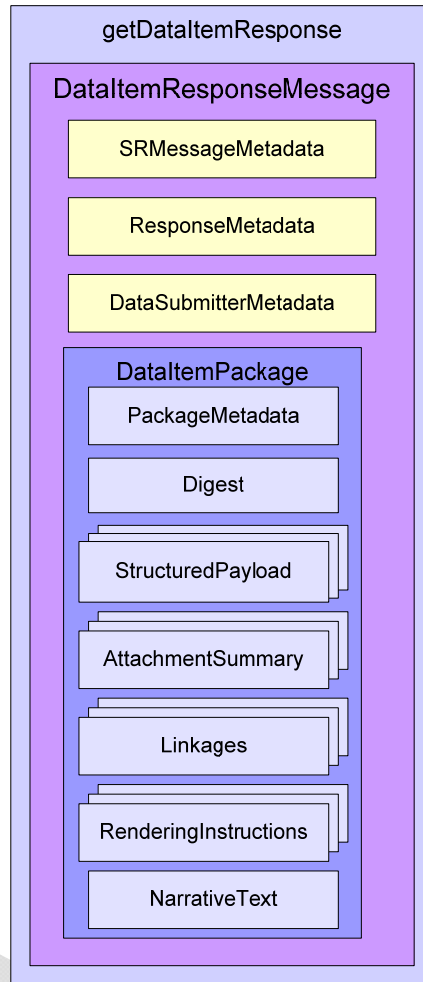 getDataItemResponse
DataItemResponseMessage
SRMessageMetadata
ResponseMetadata
DataSubmitterMetadata
DataItemPackage
PackageMetadata
Digest
StructuredPayload
AttachmentSummary
Linkages
RenderingInstructions
NarrativeText